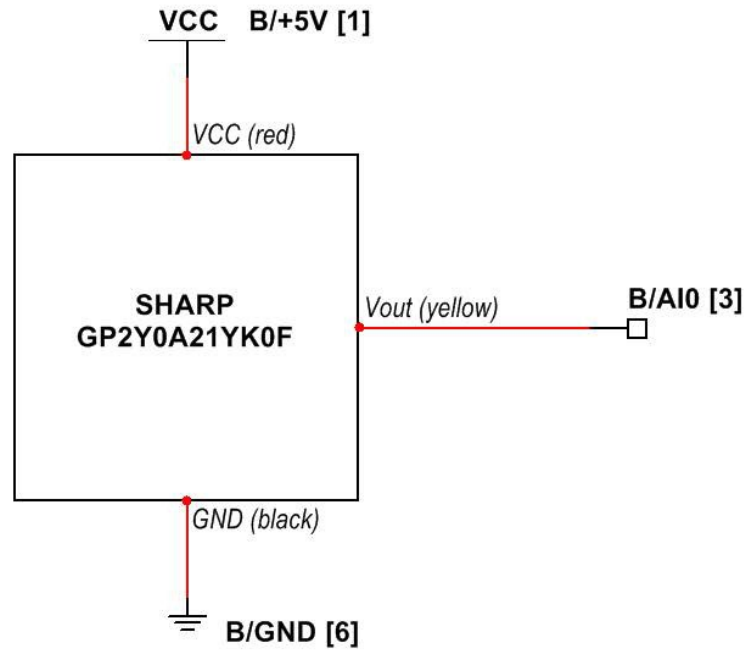 VCC B/+5V [1]
VCC (red)
SHARP
GP2Y0A21YK0F
Vout (yellow)
B/AI0 [3]
GND (black)
B/GND [6]